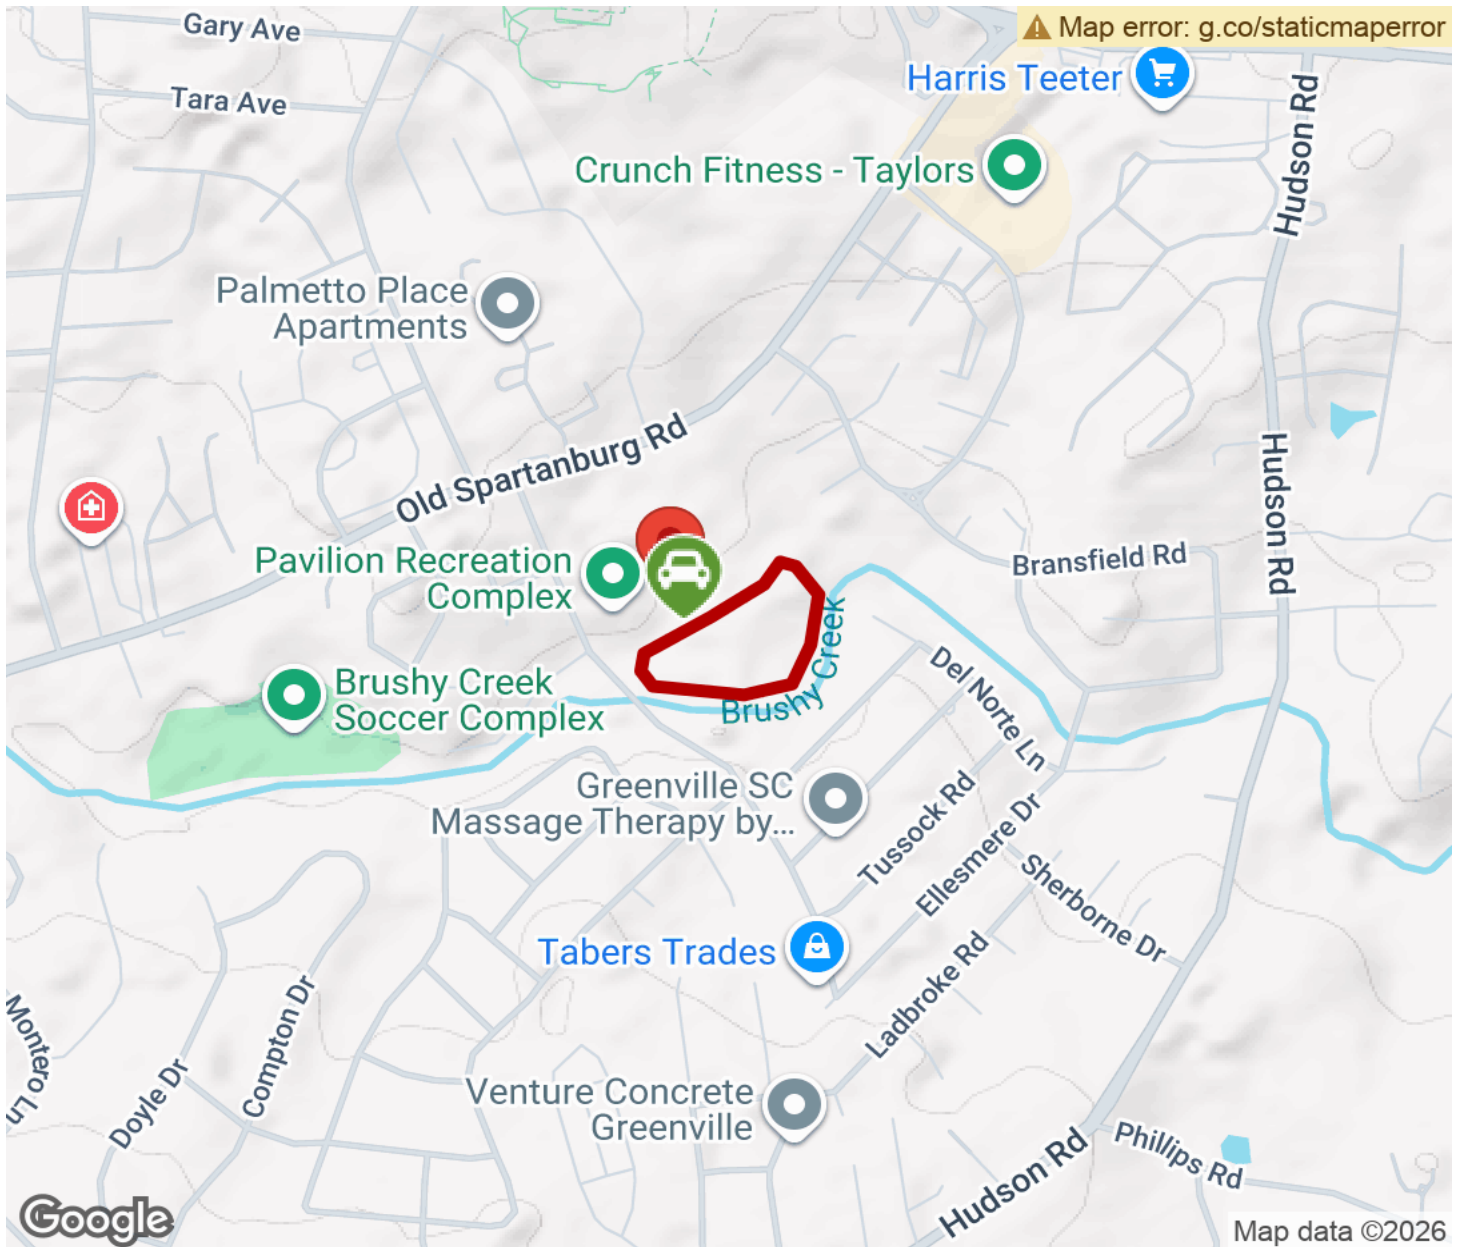 Gary Ave
Map error: g.co/staticmaperror
Harris Teeter
Tara Ave
Hudson Rd
Crunch Fitness - Taylors
Palmetto Place
Apartments
Old Spartanburg Rd
Hudson Rd
Pavilion Recreation
Complex
Bransfield Rd
Brushy Creek
Brushy Creek
Soccer Complex
Del Norte Ln
Greenville SC
Massage Therapy by...
Tussock Rd
Ellesmere Dr
Sherborne Dr
Tabers Trades
Ladbroke Rd
Compton Dr
Montero Ln
Doyle Dr
Venture Concrete
Greenville
Hudson Rd
Phillips Rd
Google
Map data ©2026